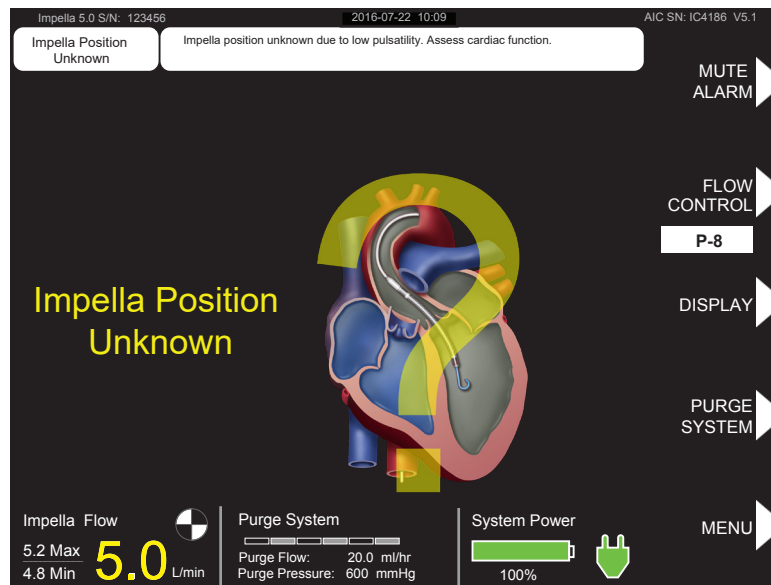 Impella 5.0 S/N: 123456
2016-07-22 10:09
AIC SN: IC4186 V5.1
Impella Position
Unknown
Impella position unknown due to low pulsatility. Assess cardiac function.
MUTE
ALARM
FLOW
CONTROL
P-8
DISPLAY
PURGE
SYSTEM
MENU
Impella Position
Unknown
?
Impella Flow
5.2 Max
4.8 Min
5.0 L/min
Purge System
Purge Flow: 20.0 ml/hr
Purge Pressure: 600 mmHg
System Power
100%